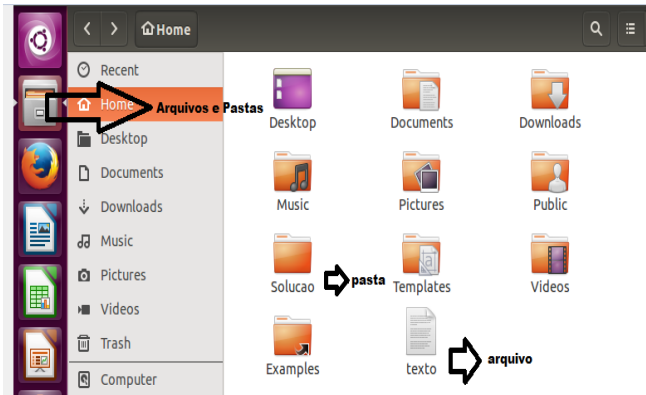 Home
Recent
Home
Arquivos e Pastas
Desktop
Documents
Downloads
Music
Pictures
Videos
Trash
Computer
Desktop
Documents
Downloads
Music
Pictures
Public
Solucao
pasta
Templates
Videos
Examples
texto
arquivo